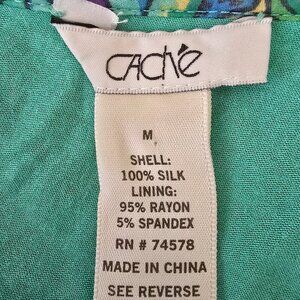 CAChé
M
SHELL:
100% SILK
LINING:
95% RAYON
5% SPANDEX
RN # 74578
MADE IN CHINA
SEE REVERSE